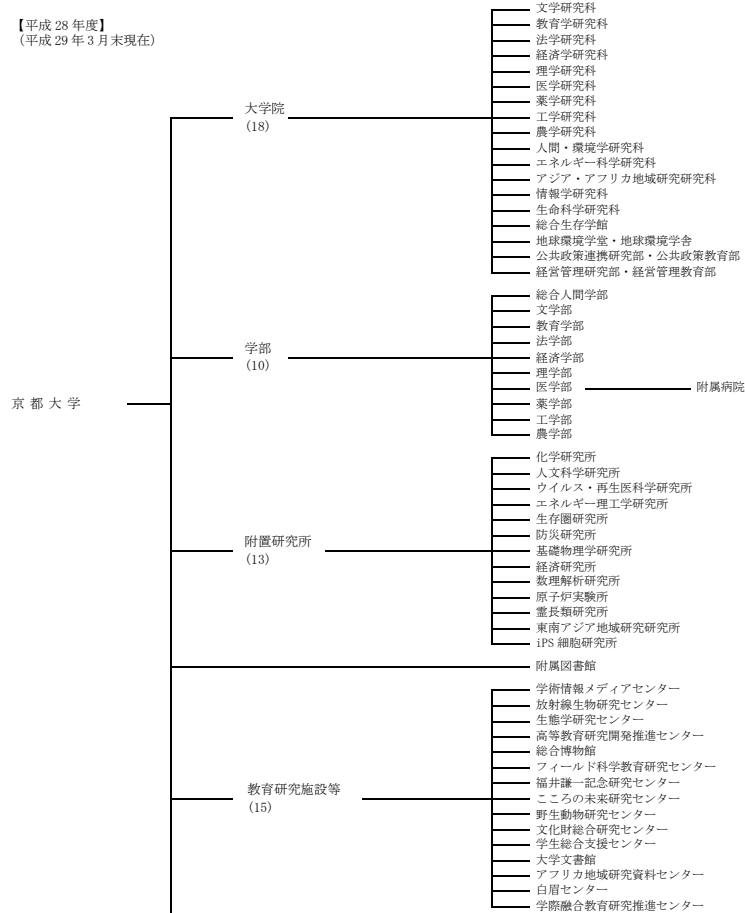 【平成 28 年度】
（平成 29 年 3 月末現在）
京 都 大 学
大学院
(18)
文学研究科
教育学研究科
法学研究科
経済学研究科
理学研究科
医学研究科
薬学研究科
工学研究科
農学研究科
人間・環境学研究科
エネルギー科学研究科
アジア・アフリカ地域研究研究科
情報学研究科
生命科学研究科
総合生存学館
地球環境学堂・地球環境学舎
公共政策連携研究部・公共政策教育部
経営管理研究部・経営管理教育部
学部
(10)
総合人間学部
文学部
教育学部
法学部
経済学部
理学部
医学部 附属病院
薬学部
工学部
農学部
附置研究所
(13)
化学研究所
人文科学研究所
ウイルス・再生医科学研究所
エネルギー理工学研究所
生存圏研究所
防災研究所
基礎物理学研究所
経済研究所
数理解析研究所
原子炉実験所
霊長類研究所
東南アジア地域研究研究所
iPS 細胞研究所
附属図書館
教育研究施設等
(15)
学術情報メディアセンター
放射線生物研究センター
生態学研究センター
高等教育研究開発推進センター
総合博物館
フィールド科学教育研究センター
福井謙一記念研究センター
こころの未来研究センター
野生動物研究センター
文化財総合研究センター
学生総合支援センター
大学文書館
アフリカ地域研究資料センター
白眉センター
学際融合教育研究推進センター